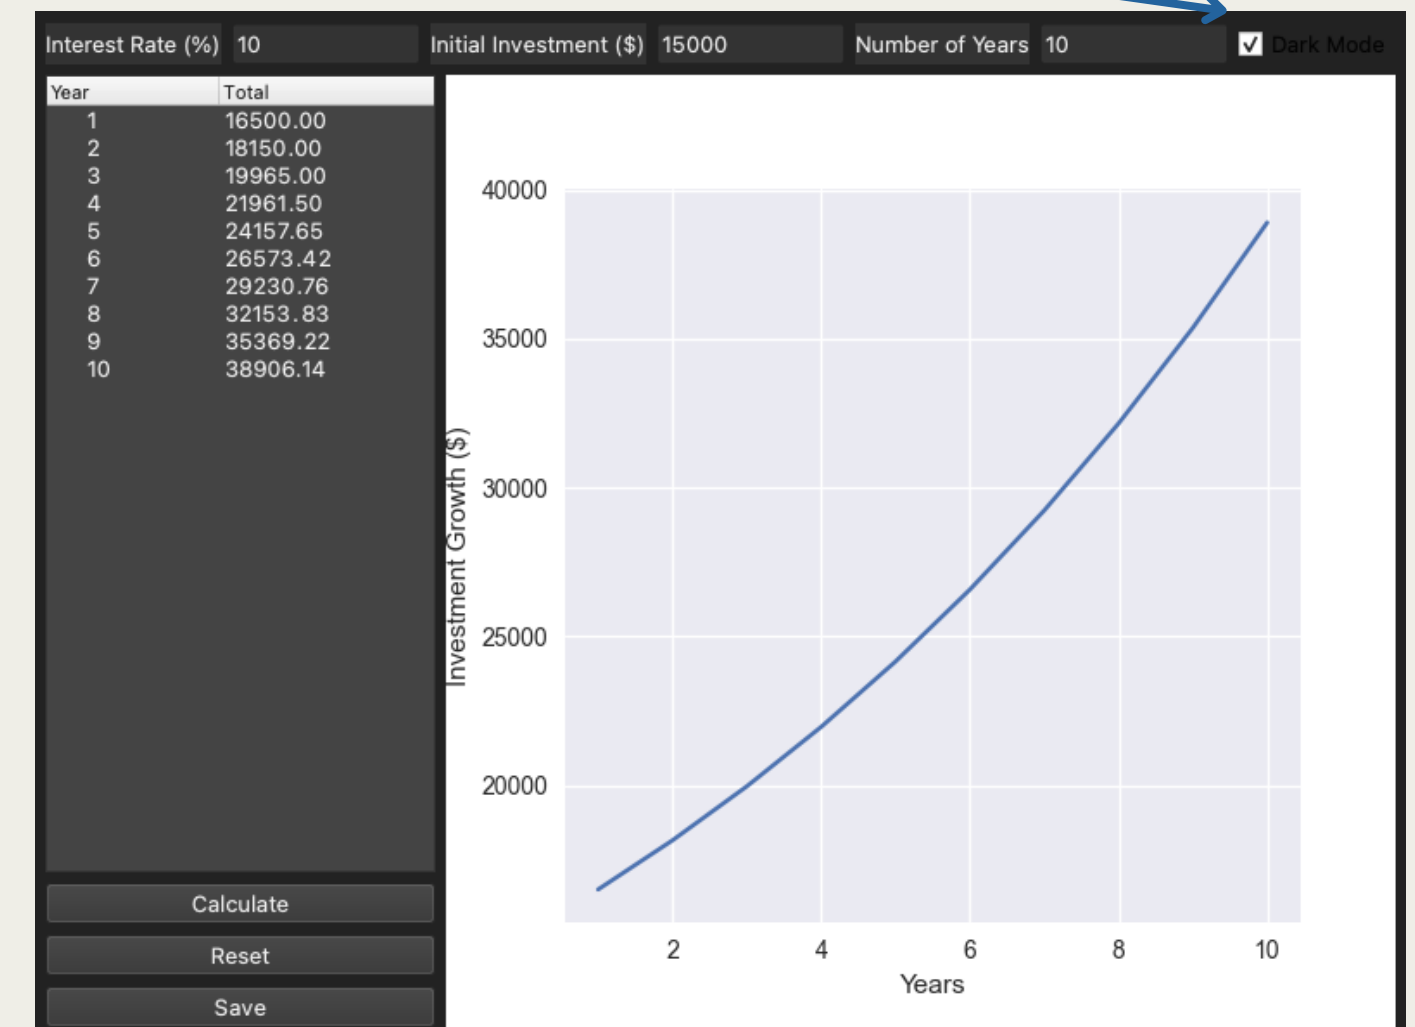 Interest Rate (%) 10 Initial Investment ($) 15000 Number of Years 10 Dark Mode
Year Total
1 16500.00
2 18150.00
3 19965.00
4 21961.50
5 24157.65
6 26573.42
7 29230.76
8 32153.83
9 35369.22
10 38906.14
Calculate
Reset
Save
Investment Growth ($)
40000
35000
30000
25000
20000
2 4 6 8 10
Years